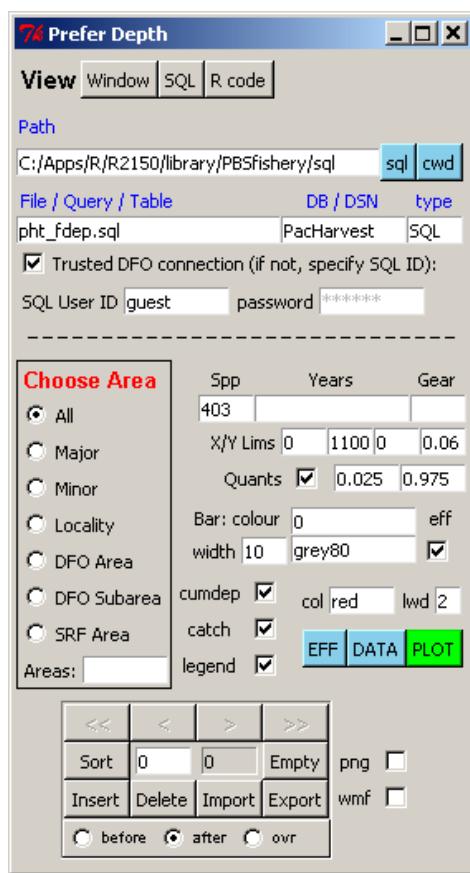 Prefer Depth
View Window SQL R code
Path
C:/Apps/R/R2150/library/PBSfishery/sql sql cwd
File / Query / Table DB / DSN type
pht_fdep.sql PacHarvest SQL
Trusted DFO connection (if not, specify SQL ID):
SQL User ID guest password ******
Choose Area Spp Years Gear
All 403
Major X/Y Lims 0 1100 0 0.06
Minor Quants 0.025 0.975
Locality Bar: colour 0 eff
DFO Area width 10 grey80
DFO Subarea cumdep col red lwd 2
SRF Area catch EFF DATA PLOT
Areas: legend
<< < > >>
Sort 0 0 Empty png
Insert Delete Import Export wmf
before after ovr